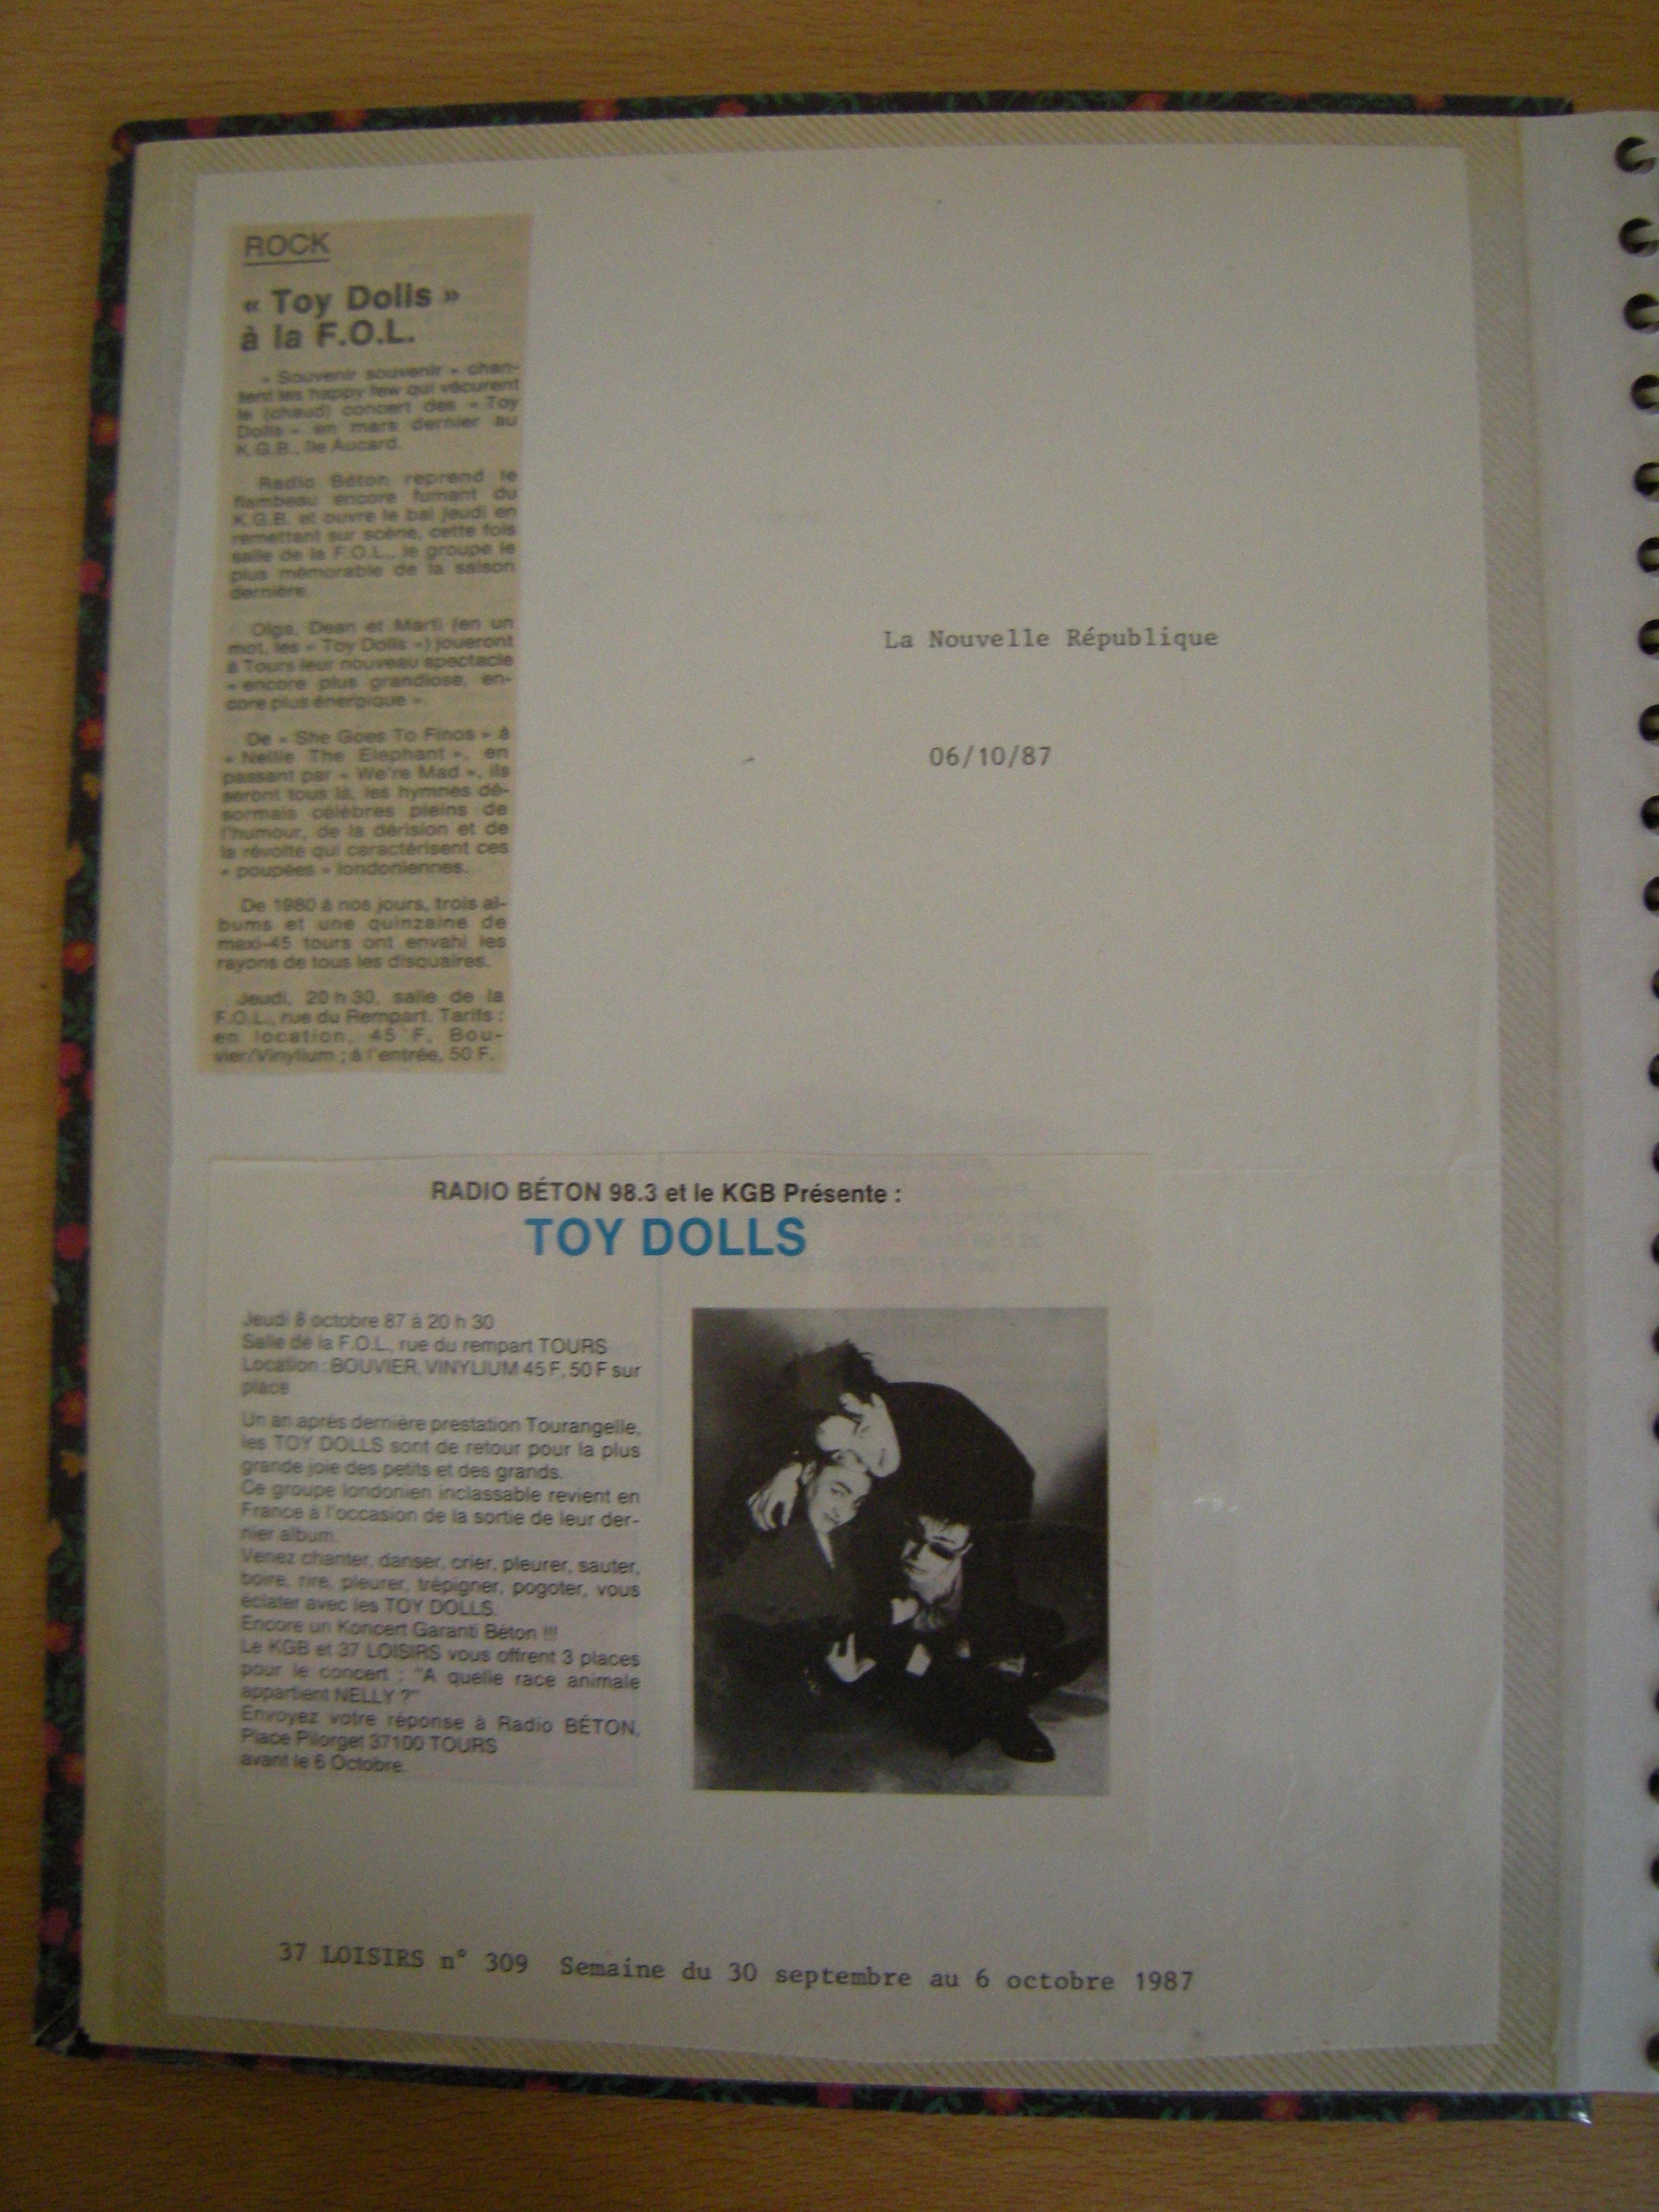 ROCK
« Toy Dolls »
à la F.O.L.
« Souvenir souvenir » chan-
tent les happy few qui vécurent
le (chaud) concert des « Toy
Dolls » en mars dernier au
K.G.B., île Aucard.
Radio Béton reprend le
flambeau encore fumant du
K.G.B. et ouvre le bal jeudi en
remettant sur scène, cette fois
salle de la F.O.L., le groupe le
plus mémorable de la saison
dernière.
Olga, Dean et Marti (en un
mot, les « Toy Dolls ») joueront
à Tours leur nouveau spectacle
« encore plus grandiose, en-
core plus énergique ».
De « She Goes To Finos » à
« Nellie The Elephant », en
passant par « We're Mad », ils
seront tous là, les hymnes dé-
sormais célèbres pleins de
l'humour, de la dérision et de
la révolte qui caractérisent ces
« poupées » londoniennes...
De 1980 à nos jours, trois al-
bums et une quinzaine de
maxi-45 tours ont envahi les
rayons de tous les disquaires.
Jeudi, 20 h 30, salle de la
F.O.L., rue du Rempart. Tarifs :
en location, 45 F, Bou-
vier/Vinylium ; à l'entrée, 50 F.
La Nouvelle République
06/10/87
RADIO BÉTON 98.3 et le KGB Présente :
TOY DOLLS
Jeudi 8 octobre 87 à 20 h 30
Salle de la F.O.L., rue du rempart TOURS
Location : BOUVIER, VINYLIUM 45 F, 50 F sur
place
Un an après dernière prestation Tourangelle,
les TOY DOLLS sont de retour pour la plus
grande joie des petits et des grands.
Ce groupe londonien inclassable revient en
France à l'occasion de la sortie de leur der-
nier album.
Venez chanter, danser, crier, pleurer, sauter,
boire, rire, pleurer, trépigner, pogoter, vous
éclater avec les TOY DOLLS.
Encore un Koncert Garanti Béton !!!
Le KGB et 37 LOISIRS vous offrent 3 places
pour le concert : "A quelle race animale
appartient NELLY ?"
Envoyez votre réponse à Radio BÉTON,
Place Pilorget 37100 TOURS
avant le 6 Octobre.
37 LOISIRS n° 309 Semaine du 30 septembre au 6 octobre 1987